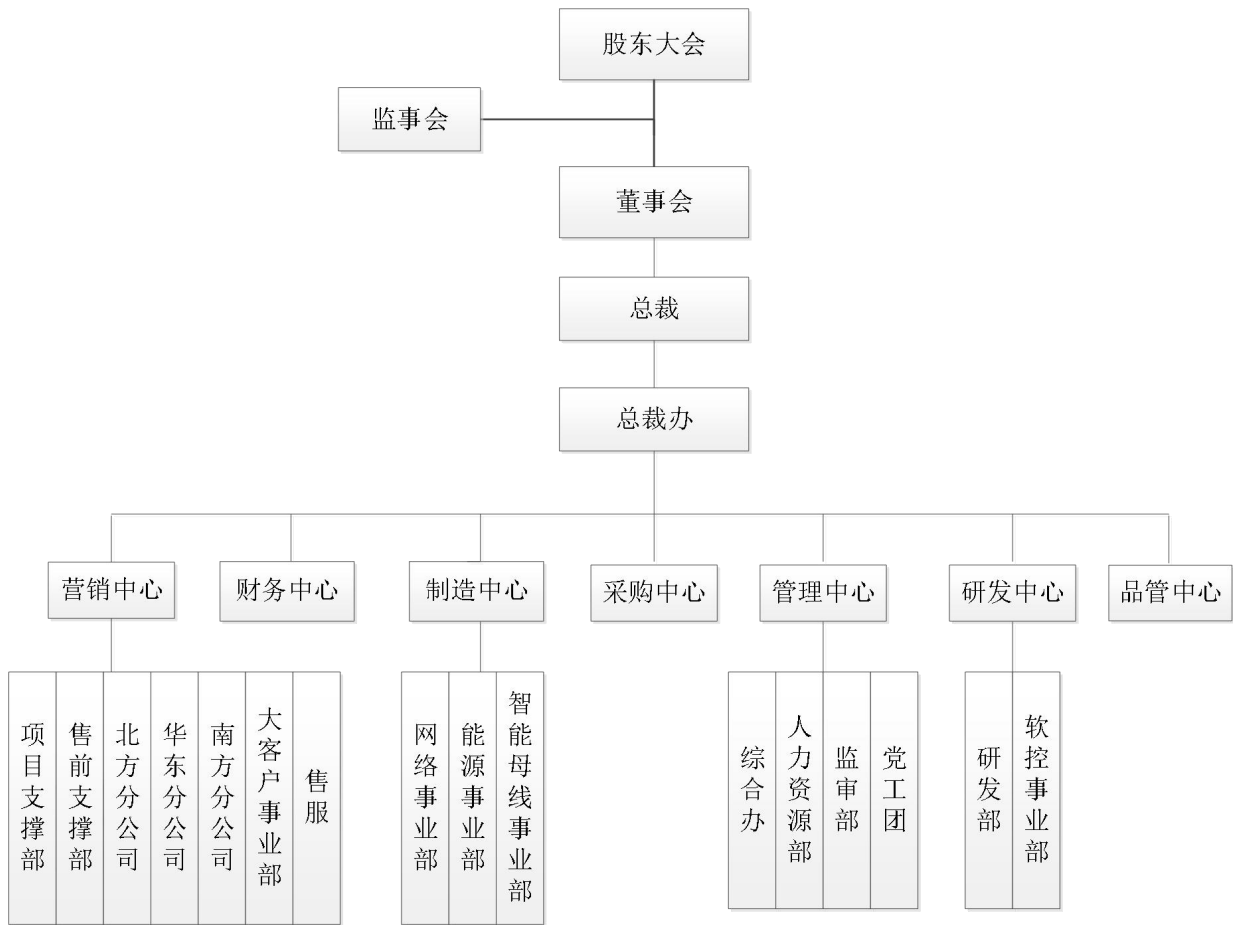 股东大会
监事会
董事会
总裁
总裁办
营销中心
财务中心
制造中心
采购中心
管理中心
研发中心
品管中心
项目支撑部
售前支撑部
北方分公司
华东分公司
南方分公司
大客户事业部
售服
网络事业部
能源事业部
智能母线事业部
综合办
人力资源部
监审部
党工团
研发部
软控事业部